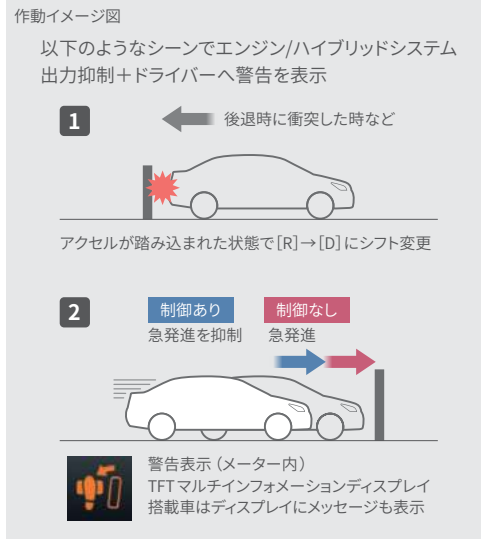 作動イメージ図
以下のようなシーンでエンジン/ハイブリッドシステム
出力抑制＋ドライバーへ警告を表示
1
後退時に衝突した時など
アクセルが踏み込まれた状態で［R］→［D］にシフト変更
2
制御あり 制御なし
急発進を抑制 急発進
警告表示（メーター内）
TFTマルチインフォメーションディスプレイ
搭載車はディスプレイにメッセージも表示